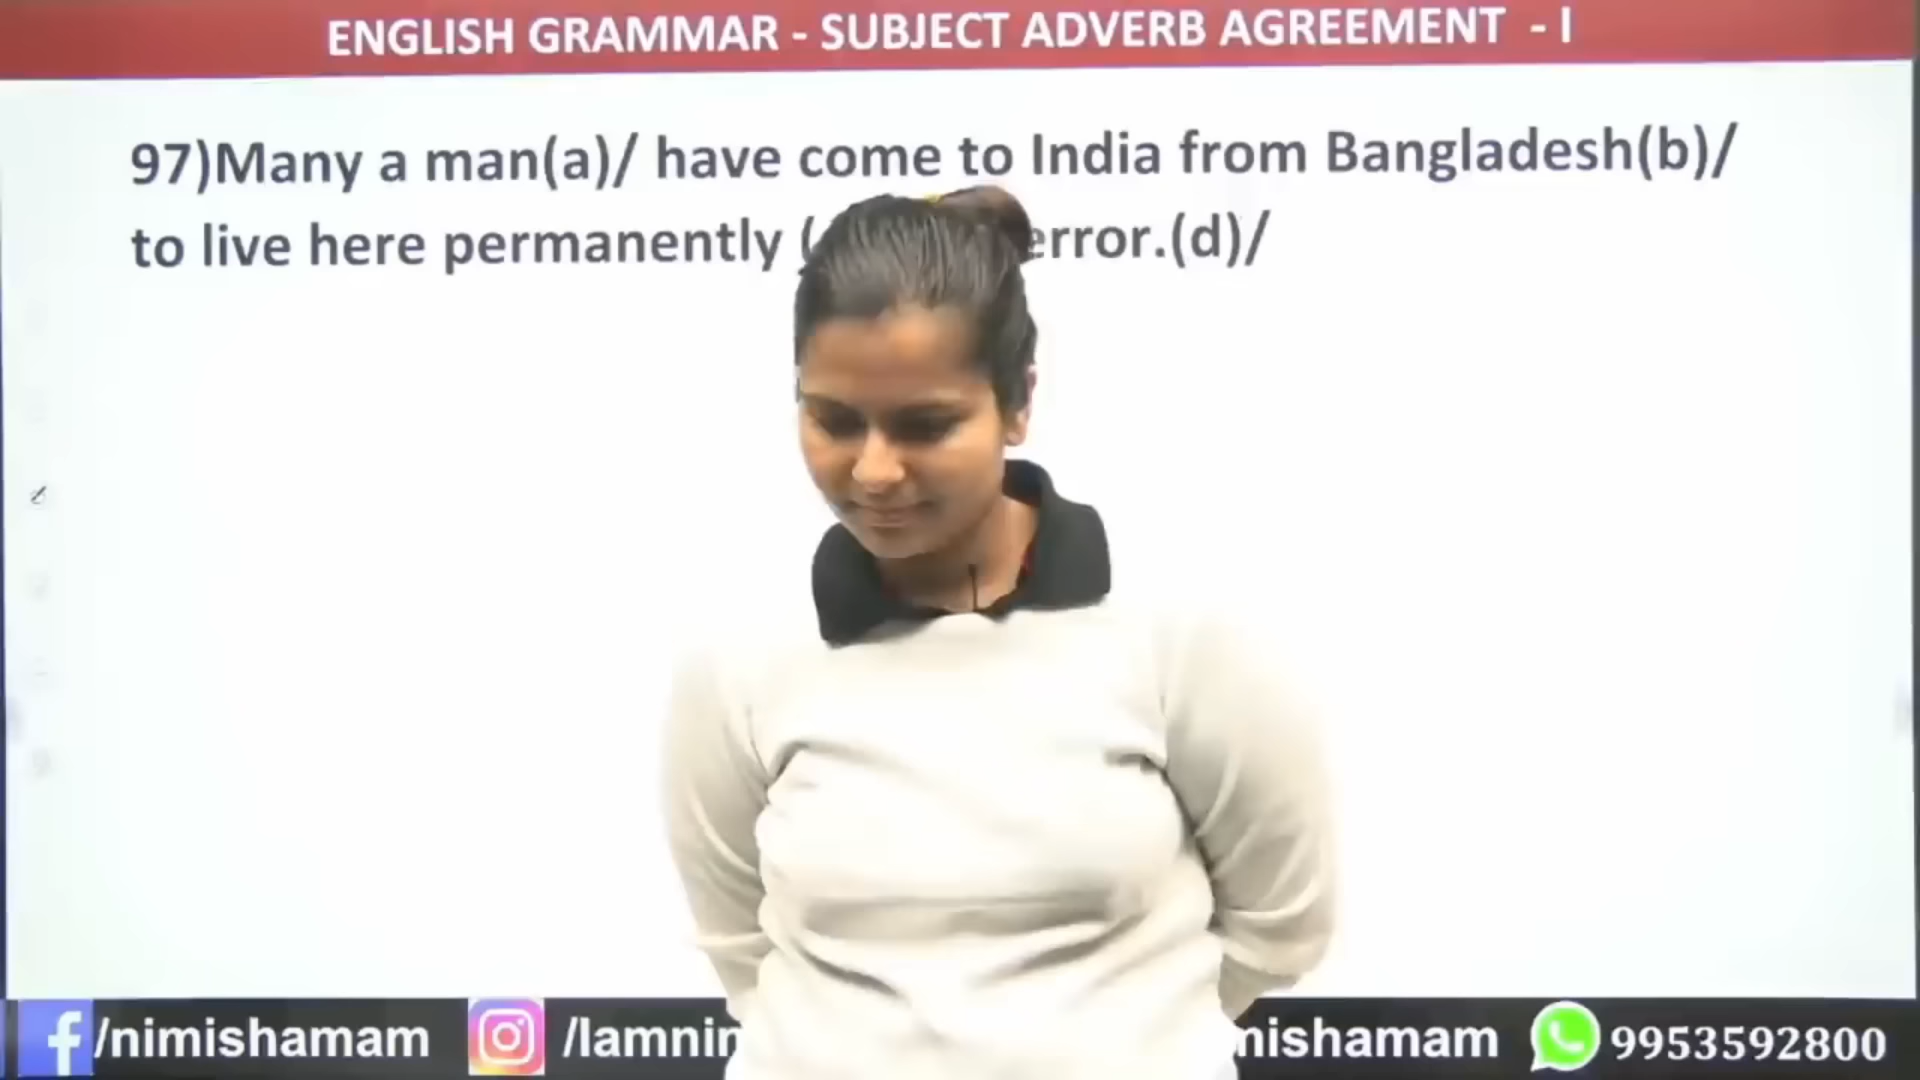 ENGLISH GRAMMAR - SUBJECT ADVERB AGREEMENT - I
97)Many a man(a)/ have come to India from Bangladesh(b)/
to live here permanently ( error.(d)/
/nimishamam /Iamnim nishamam 9953592800